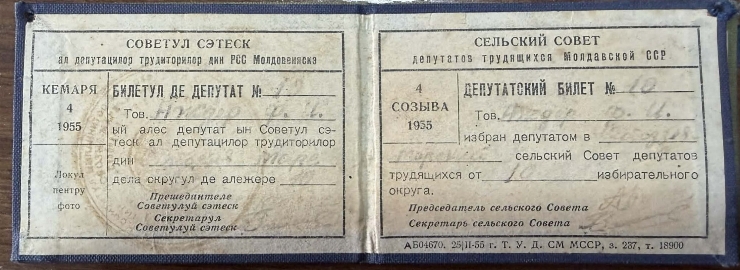 СОВЕТУЛ СЭТЕСК
ал депутацилор трудиторилор дин РСС Молдовеняскэ
КЕМАРЯ
4
1955
БИЛЕТУЛ ДЕ ДЕПУТАТ №
Тов.
ый алес депутат ын Советул сэ-
теск ал депутацилор трудиторилор
дин
дела округул де алежере
Локул
пентру
фото
Прешединтеле
Советулуй сэтеск
Секретарул
Советулуй сэтеск
СЕЛЬСКИЙ СОВЕТ
депутатов трудящихся Молдавской ССР
4
СОЗЫВА
1955
ДЕПУТАТСКИЙ БИЛЕТ № 10
Тов.
избран депутатом в
сельский Совет депутатов
трудящихся от 10 избирательного
округа.
Председатель сельского Совета
Секретарь сельского Совета
АБ04670. 25|II-55 г. Т. У. Д. СМ МССР, з. 237, т. 18900